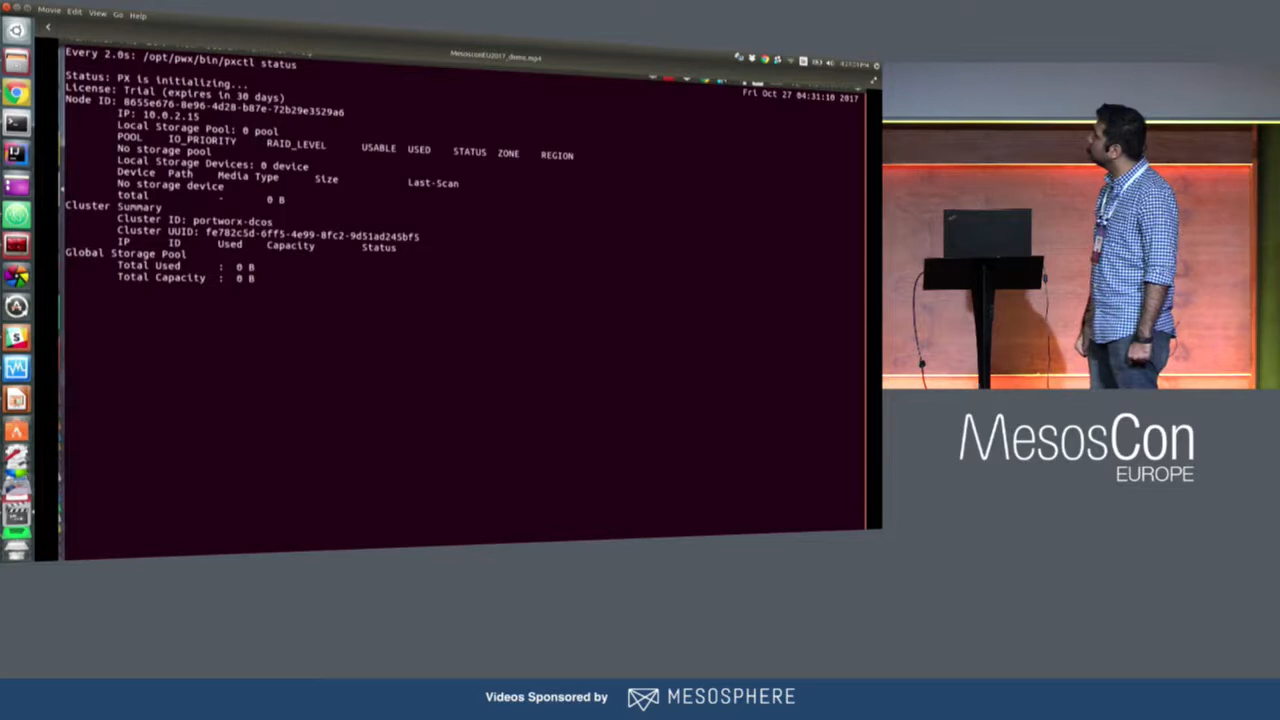 Movie Edit View Go Help
MesosconEU2017_demo.mp4
Every 2.0s: /opt/pwx/bin/pxctl status
Fri Oct 27 04:31:10 2017
Status: PX is initializing...
License: Trial (expires in 30 days)
Node ID: 8655e676-8e96-4d28-b87e-72b29e3529a6
IP: 10.0.2.15
Local Storage Pool: 0 pool
POOL IO_PRIORITY RAID_LEVEL USABLE USED STATUS ZONE REGION
No storage pool
Local Storage Devices: 0 device
Device Path Media Type Size Last-Scan
No storage device
total - 0 B
Cluster Summary
Cluster ID: portworx-dcos
Cluster UUID: fe782c5d-6ff5-4e99-8fc2-9d51ad245bf5
IP ID Used Capacity Status
Global Storage Pool
Total Used : 0 B
Total Capacity : 0 B
MesosCon
EUROPE
Videos Sponsored by MESOSPHERE